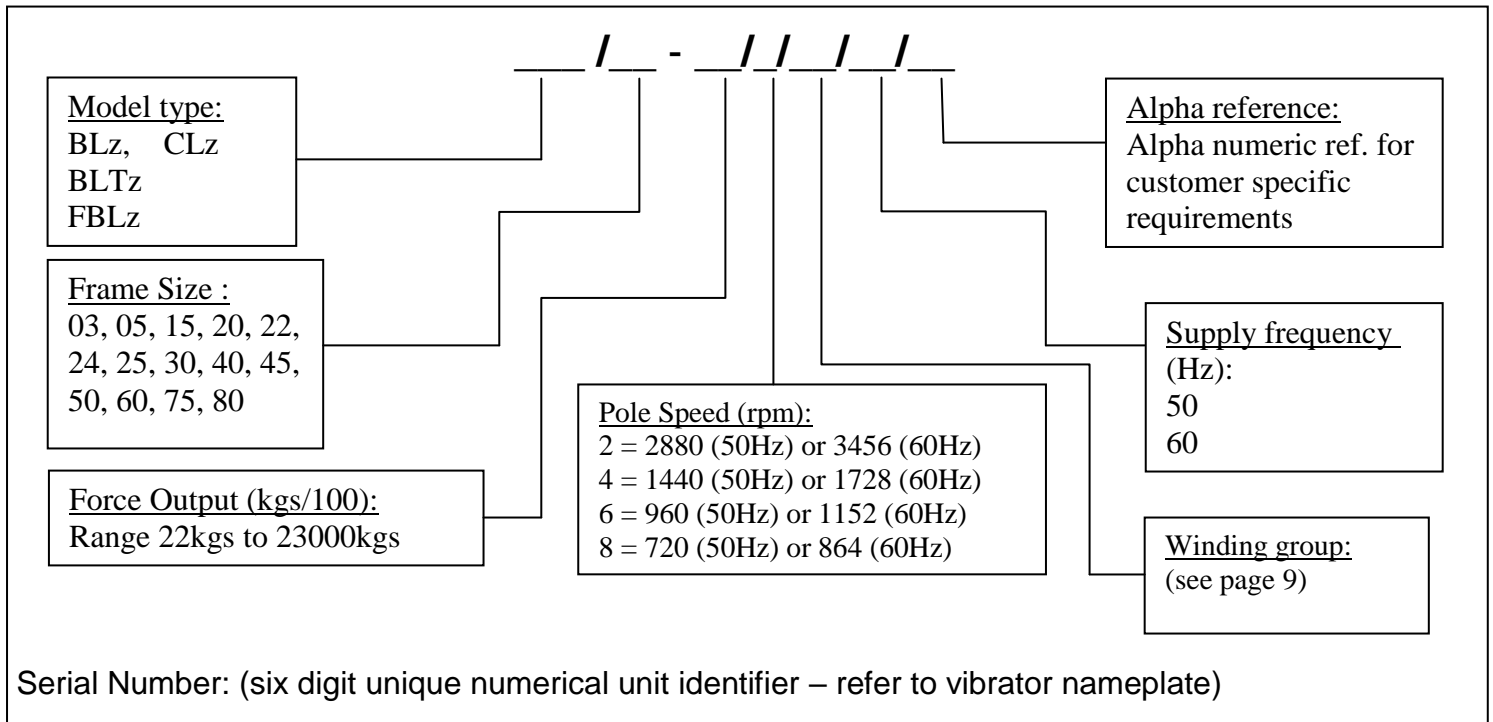 ___ /__ - __/_/__/__/__
Model type:
BLz, CLz
BLTz
FBLz
Alpha reference:
Alpha numeric ref. for
customer specific
requirements
Frame Size :
03, 05, 15, 20, 22,
24, 25, 30, 40, 45,
50, 60, 75, 80
Supply frequency
(Hz):
50
60
Pole Speed (rpm):
2 = 2880 (50Hz) or 3456 (60Hz)
4 = 1440 (50Hz) or 1728 (60Hz)
6 = 960 (50Hz) or 1152 (60Hz)
8 = 720 (50Hz) or 864 (60Hz)
Force Output (kgs/100):
Range 22kgs to 23000kgs
Winding group:
(see page 9)
Serial Number: (six digit unique numerical unit identifier – refer to vibrator nameplate)